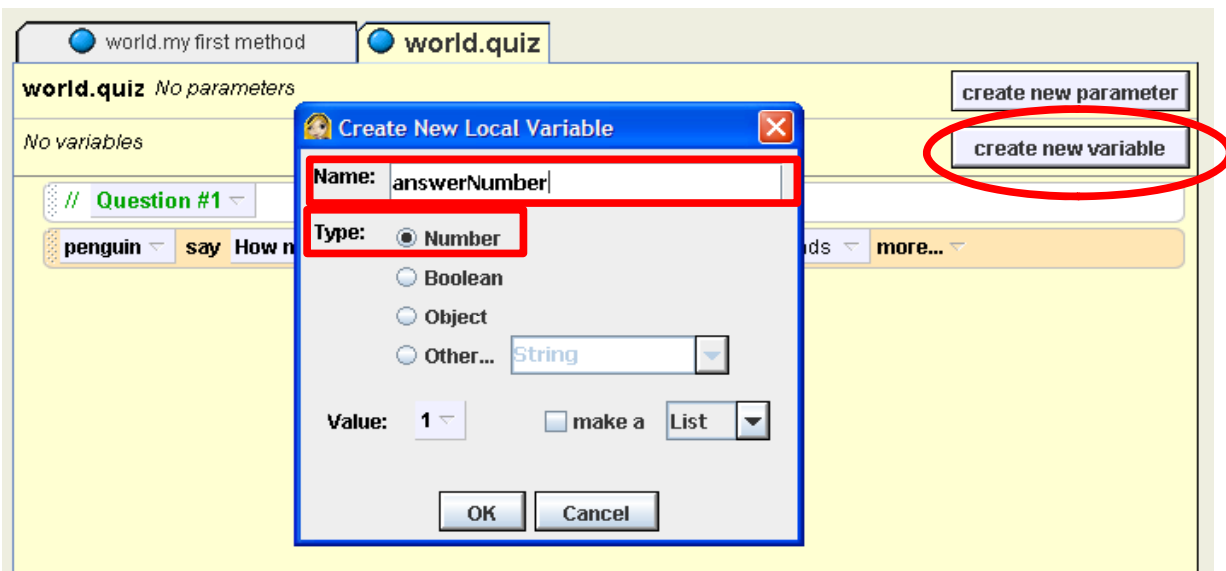 world.my first method world.quiz
world.quiz No parameters create new parameter
No variables create new variable
Create New Local Variable
Name: answerNumber
Type: Number
Boolean
Object
Other... String
Value: 1 make a List
OK Cancel
// Question #1
penguin say How more...